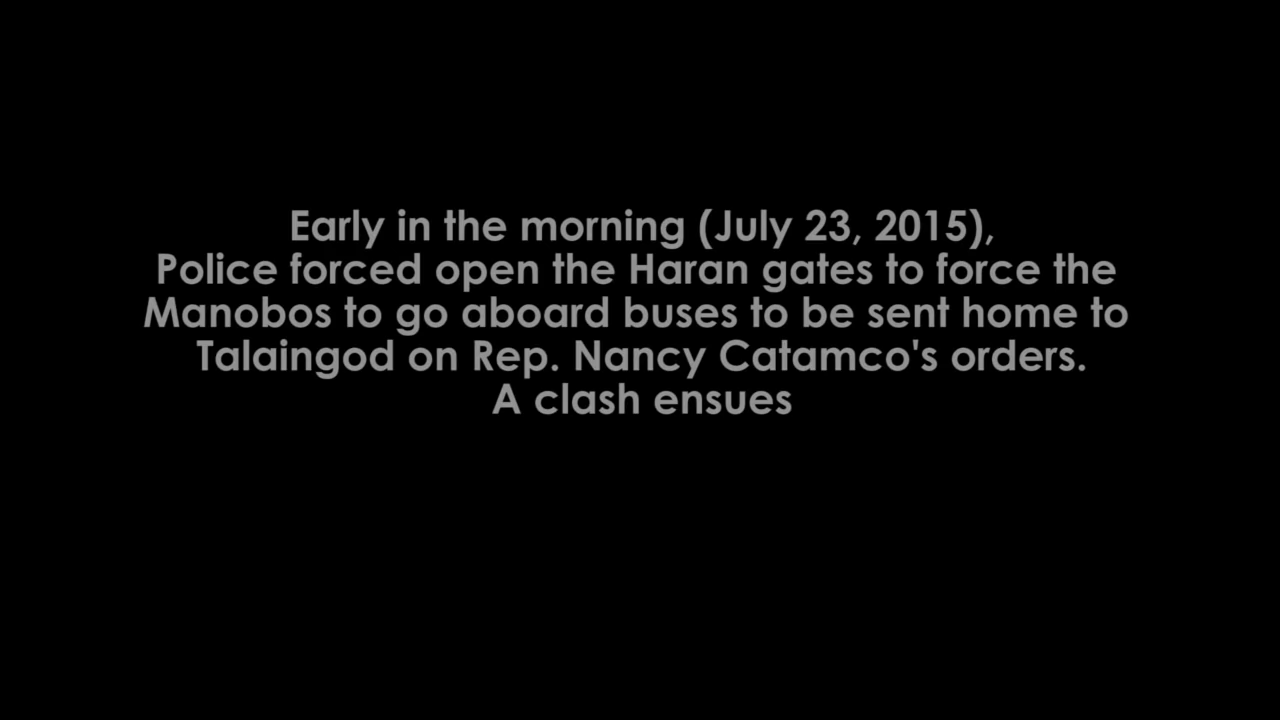 Early in the morning (July 23, 2015),
Police forced open the Haran gates to force the
Manobos to go aboard buses to be sent home to
Talaingod on Rep. Nancy Catamco's orders.
A clash ensues